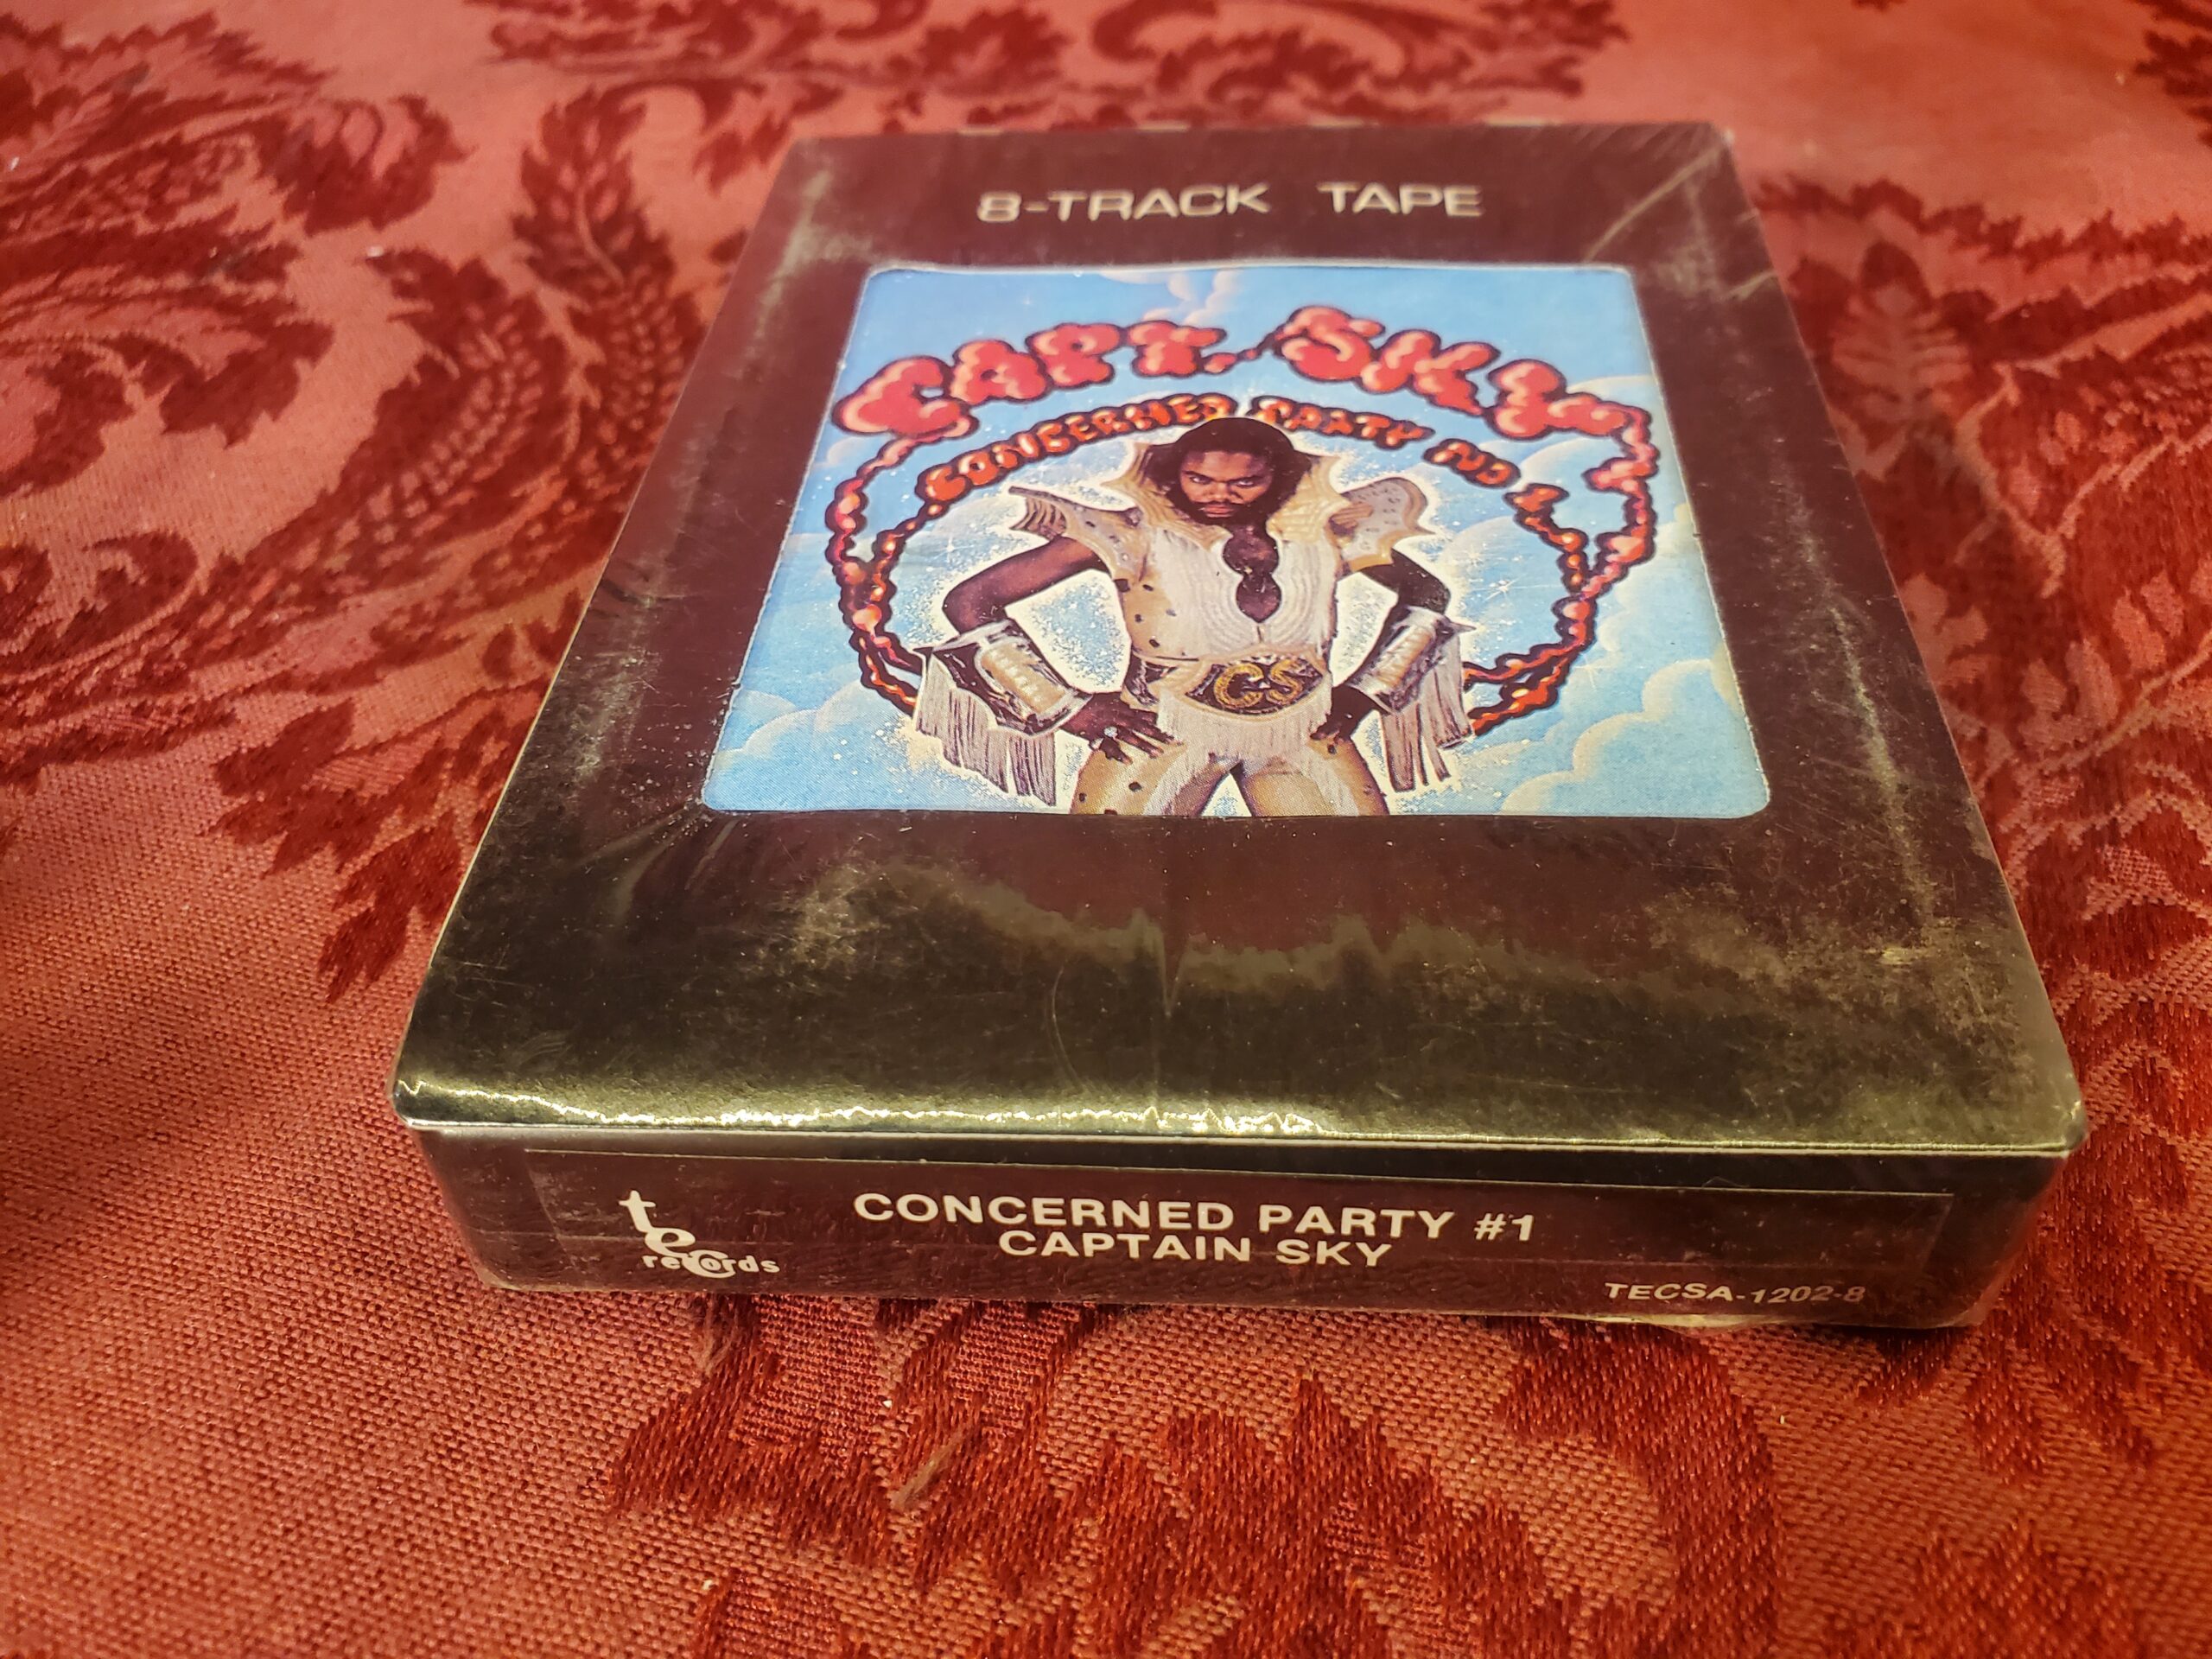 8-TRACK TAPE
CAPT. SKY
CONCERNED PARTY NO 1
CS
tec
records
CONCERNED PARTY #1
CAPTAIN SKY
TECSA-1202-8